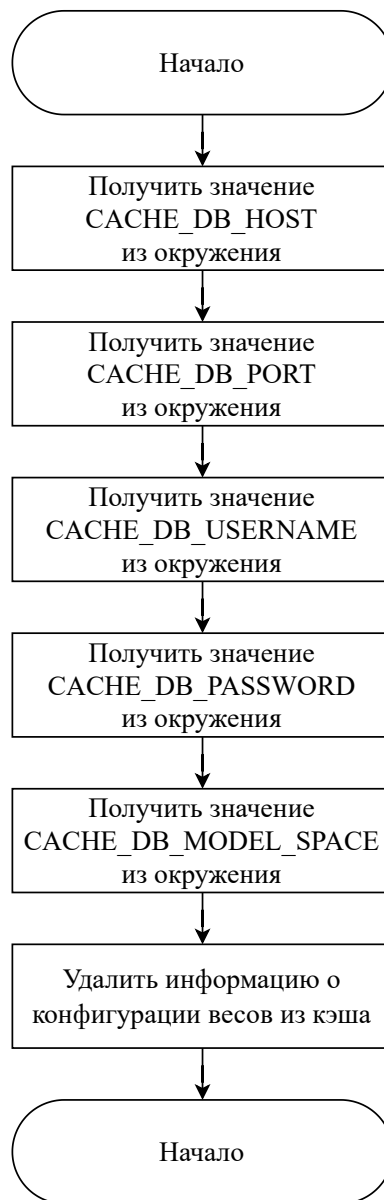 Начало
Получить значение
CACHE_DB_HOST
из окружения
Получить значение
CACHE_DB_PORT
из окружения
Получить значение
CACHE_DB_USERNAME
из окружения
Получить значение
CACHE_DB_PASSWORD
из окружения
Получить значение
CACHE_DB_MODEL_SPACE
из окружения
Удалить информацию о
конфигурации весов из кэша
Начало